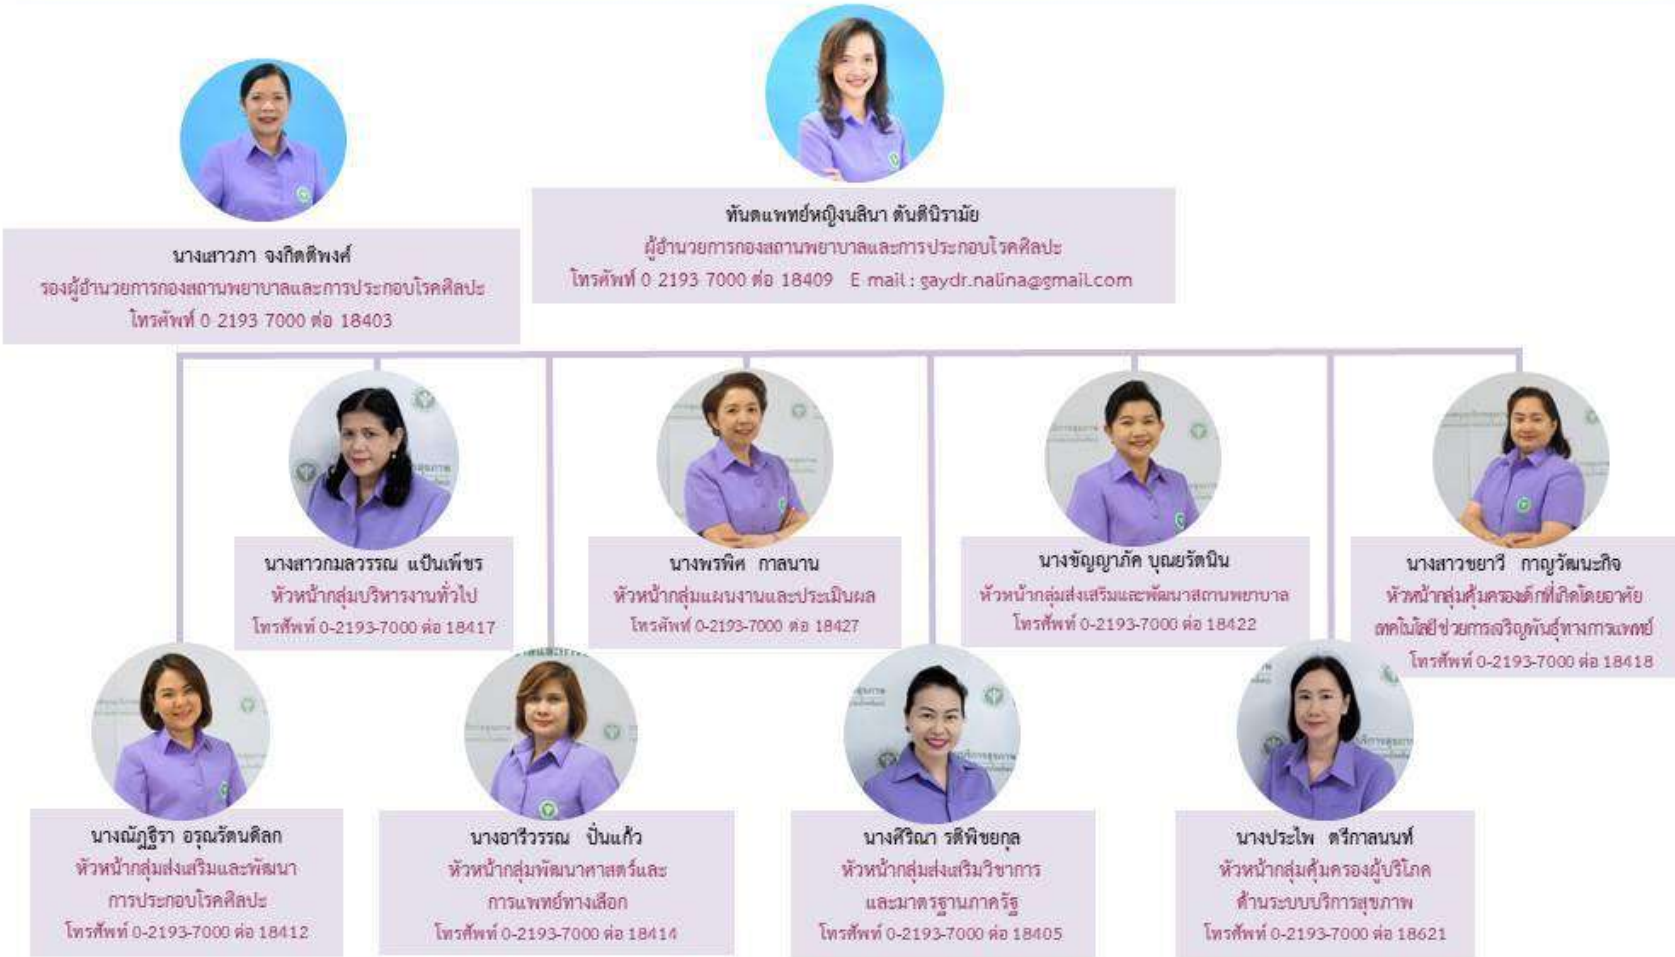 ทันตแพทย์หญิงนลินา ตันตินิรามัย
ผู้อำนวยการกองสถานพยาบาลและการประกอบโรคศิลปะ
โทรศัพท์ 0 2193 7000 ต่อ 18409 E mail : gaydr.nalina@gmail.com
นางเสาวภา จงกิตติพงศ์
รองผู้อำนวยการกองสถานพยาบาลและการประกอบโรคศิลปะ
โทรศัพท์ 0 2193 7000 ต่อ 18403
นางสาวกมลวรรณ แป้นเพ็ชร
หัวหน้ากลุ่มบริหารงานทั่วไป
โทรศัพท์ 0-2193-7000 ต่อ 18417
นางพรพิศ กาลนาน
หัวหน้ากลุ่มแผนงานและประเมินผล
โทรศัพท์ 0-2193-7000 ต่อ 18427
นางขัญญาภัค บุณยรัตนิน
หัวหน้ากลุ่มส่งเสริมและพัฒนาสถานพยาบาล
โทรศัพท์ 0-2193-7000 ต่อ 18422
นางสาวชยาวี กาญวัฒนะกิจ
หัวหน้ากลุ่มคุ้มครองเด็กที่เกิดโดยอาศัย
เทคโนโลยีช่วยการเจริญพันธุ์ทางการแพทย์
โทรศัพท์ 0-2193-7000 ต่อ 18418
นางณัฏฐิรา อรุณรัตนดิลก
หัวหน้ากลุ่มส่งเสริมและพัฒนา
การประกอบโรคศิลปะ
โทรศัพท์ 0-2193-7000 ต่อ 18412
นางอารีวรรณ ปั่นแก้ว
หัวหน้ากลุ่มพัฒนาศาสตร์และ
การแพทย์ทางเลือก
โทรศัพท์ 0-2193-7000 ต่อ 18414
นางศิริณา รติพิชยกุล
หัวหน้ากลุ่มส่งเสริมวิชาการ
และมาตรฐานภาครัฐ
โทรศัพท์ 0-2193-7000 ต่อ 18405
นางประไพ ตรีกาลนนท์
หัวหน้ากลุ่มคุ้มครองผู้บริโภค
ด้านระบบบริการสุขภาพ
โทรศัพท์ 0-2193-7000 ต่อ 18621